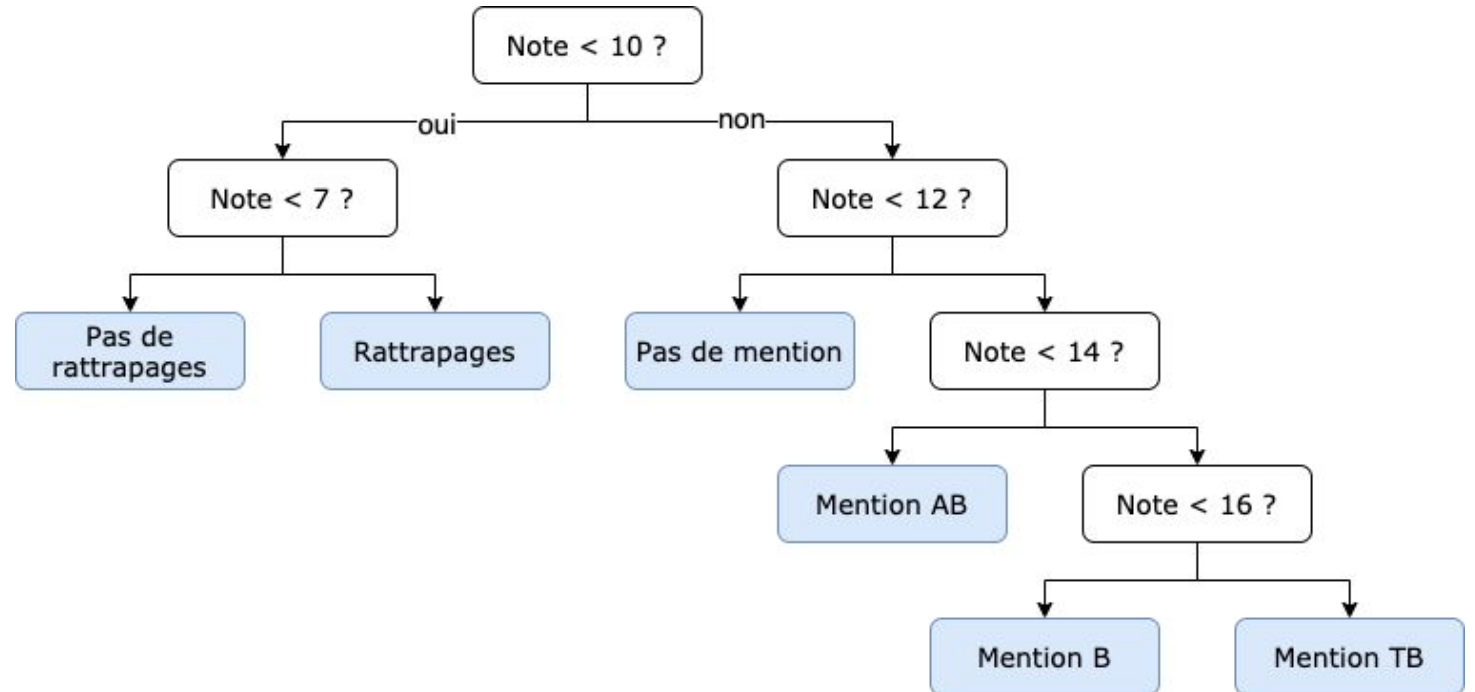 Note < 10 ?
oui
non
Note < 7 ?
Note < 12 ?
Pas de
rattrapages
Rattrapages
Pas de mention
Note < 14 ?
Mention AB
Note < 16 ?
Mention B
Mention TB